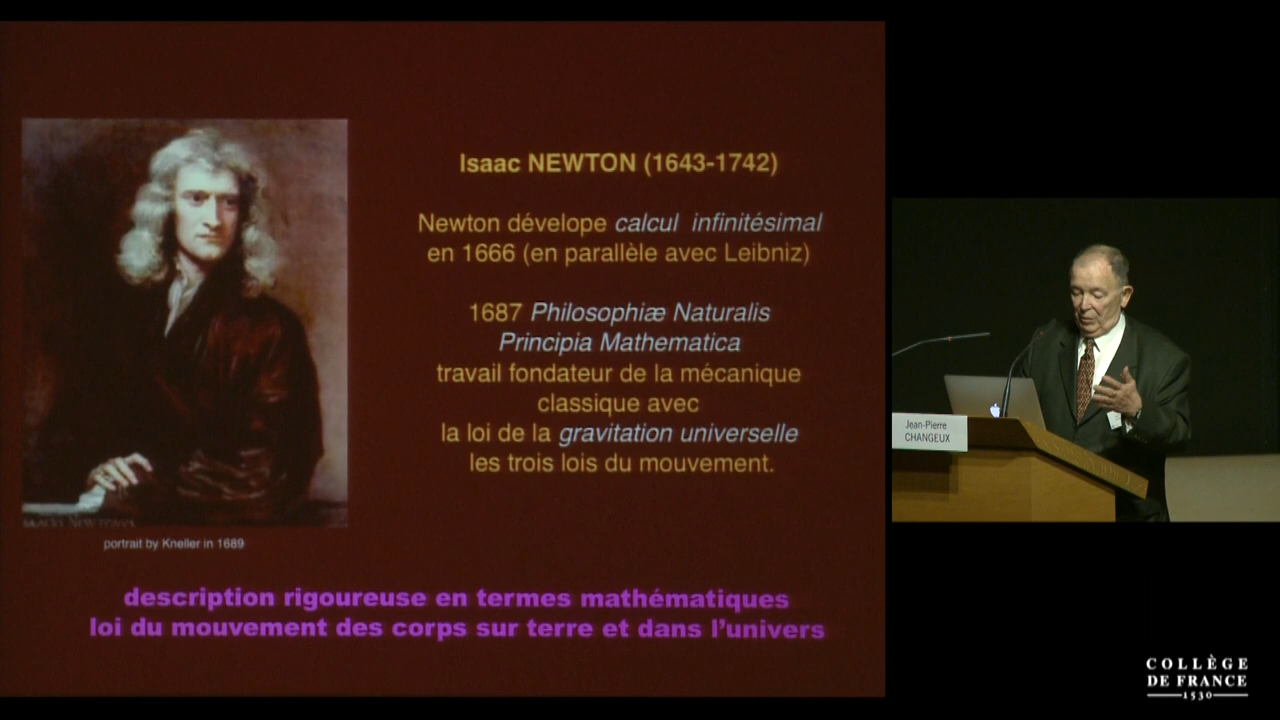 Isaac NEWTON (1643-1742)
Newton dévelope calcul infinitésimal
en 1666 (en parallèle avec Leibniz)
1687 Philosophiæ Naturalis
Principia Mathematica
travail fondateur de la mécanique
classique avec
la loi de la gravitation universelle
les trois lois du mouvement.
portrait by Kneller in 1689
description rigoureuse en termes mathématiques
loi du mouvement des corps sur terre et dans l'univers
Jean-Pierre
CHANGEUX
COLLÈGE
DE FRANCE
1530